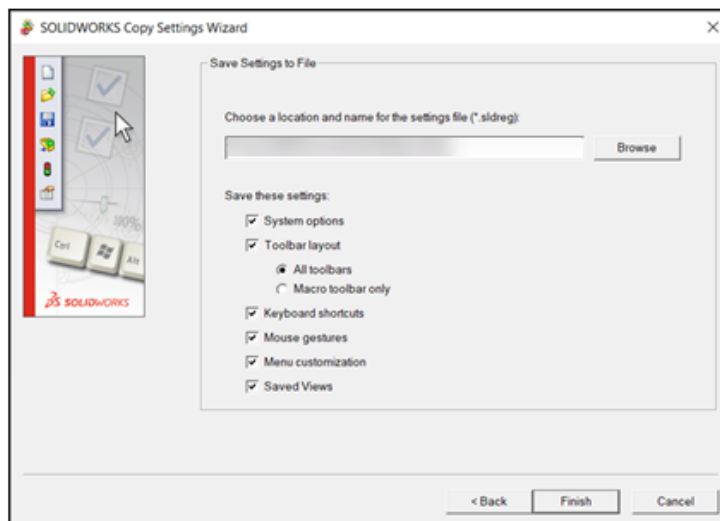 SOLIDWORKS Copy Settings Wizard
Save Settings to File
Choose a location and name for the settings file (*.sldreg):
Browse
Save these settings:
System options
Toolbar layout
All toolbars
Macro toolbar only
Keyboard shortcuts
Mouse gestures
Menu customization
Saved Views
100%
Ctrl
Alt
SOLIDWORKS
< Back
Finish
Cancel